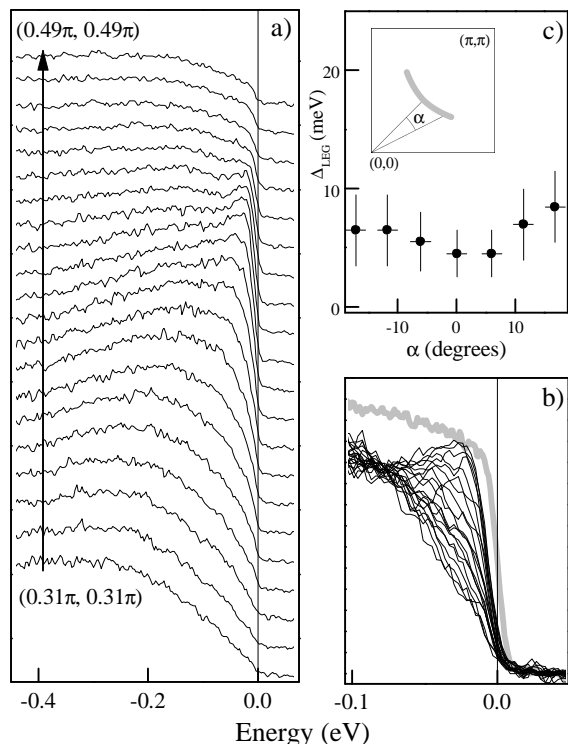 (0.49π, 0.49π)
a)
(0.31π, 0.31π)
-0.4
-0.2
0.0
Energy (eV)
c)
(π,π)
α
(0,0)
Δ_LEG (meV)
20
10
0
-10
0
10
α (degrees)
b)
-0.1
0.0